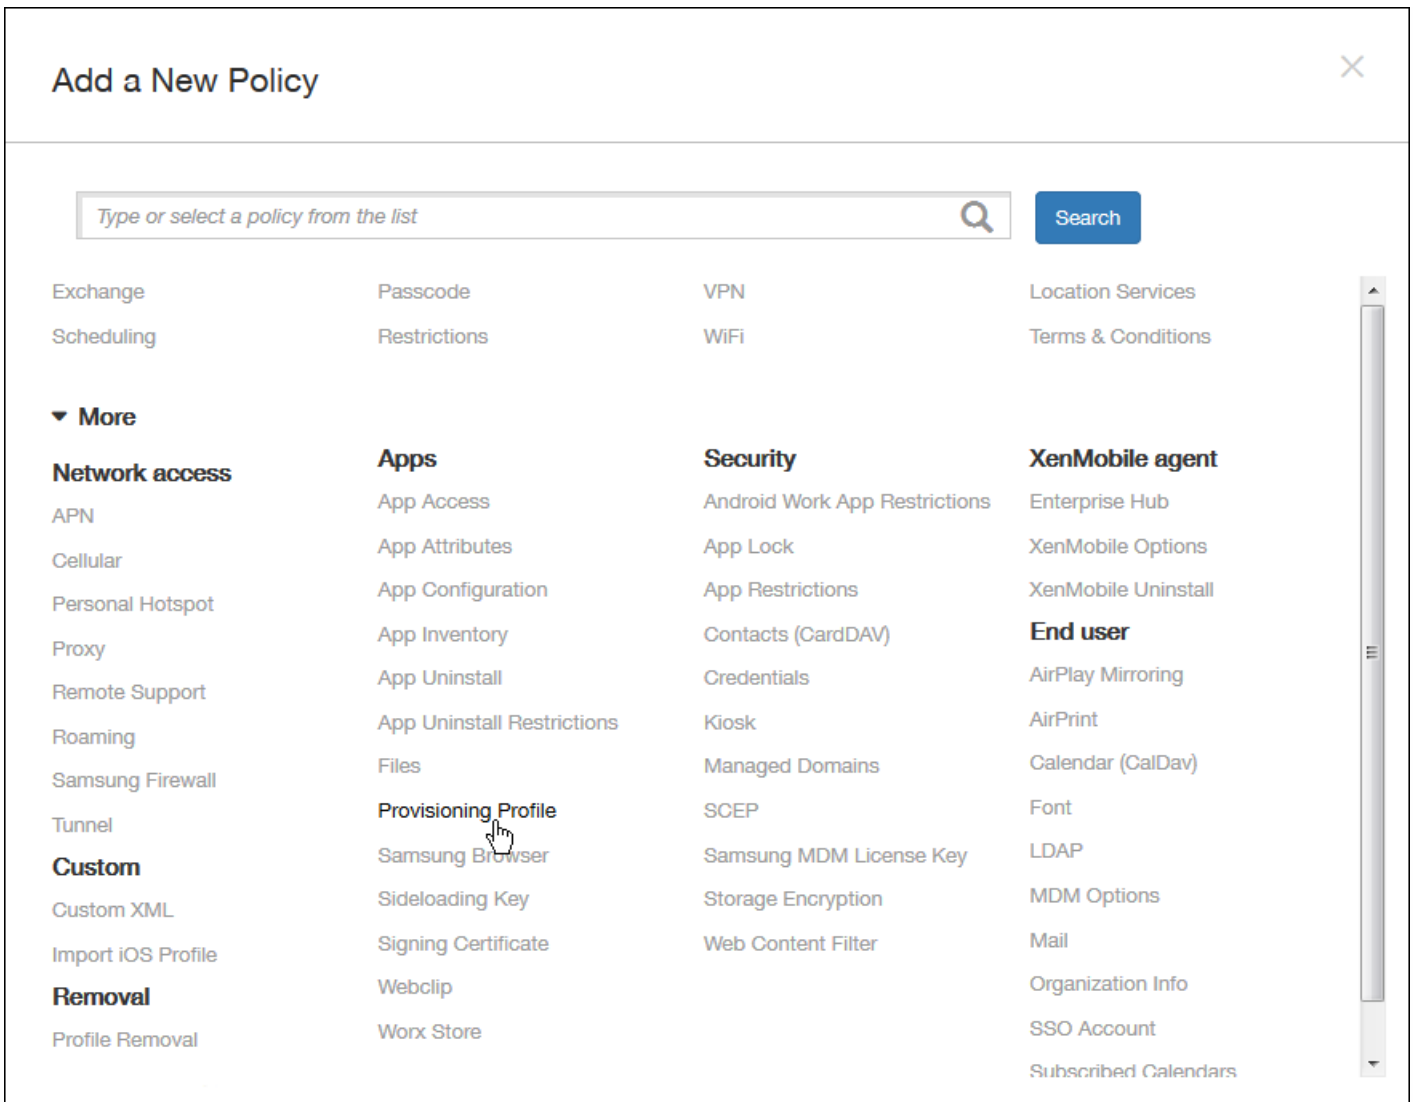 Add a New Policy
Type or select a policy from the list
Search
Exchange
Passcode
VPN
Location Services
Scheduling
Restrictions
WiFi
Terms & Conditions
More
Network access
APN
Cellular
Personal Hotspot
Proxy
Remote Support
Roaming
Samsung Firewall
Tunnel
Custom
Custom XML
Import iOS Profile
Removal
Profile Removal
Apps
App Access
App Attributes
App Configuration
App Inventory
App Uninstall
App Uninstall Restrictions
Files
Provisioning Profile
Samsung Browser
Sideloading Key
Signing Certificate
Webclip
Worx Store
Security
Android Work App Restrictions
App Lock
App Restrictions
Contacts (CardDAV)
Credentials
Kiosk
Managed Domains
SCEP
Samsung MDM License Key
Storage Encryption
Web Content Filter
XenMobile agent
Enterprise Hub
XenMobile Options
XenMobile Uninstall
End user
AirPlay Mirroring
AirPrint
Calendar (CalDav)
Font
LDAP
MDM Options
Mail
Organization Info
SSO Account
Subscribed Calendars